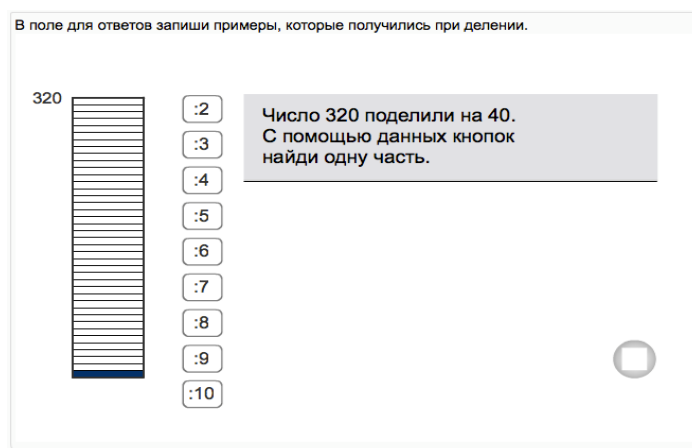 В поле для ответов запиши примеры, которые получились при делении.
320
:2
:3
:4
:5
:6
:7
:8
:9
:10
Число 320 поделили на 40.
С помощью данных кнопок
найди одну часть.